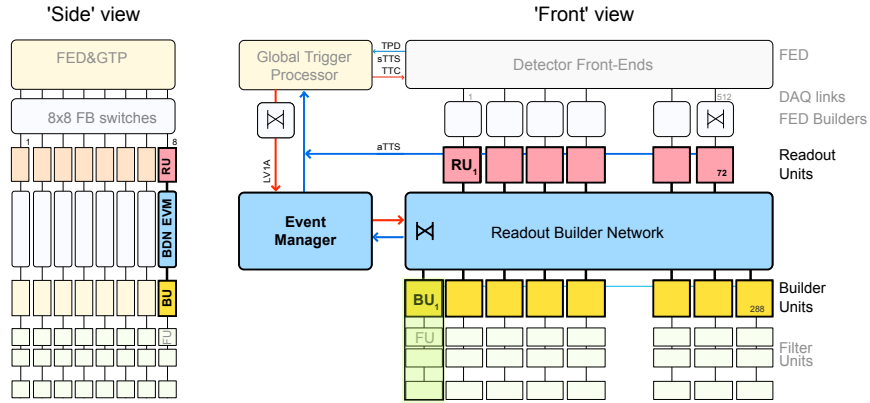 'Side' view
FED&GTP
8x8 FB switches
1
8
RU
BDN EVM
BU
FU
'Front' view
Global Trigger
Processor
TPD
sTTS
TTC
Detector Front-Ends
FED
1
512
DAQ links
FED Builders
LV1A
aTTS
RU1
72
Readout
Units
Event
Manager
Readout Builder Network
BU1
288
Builder
Units
FU
Filter
Units